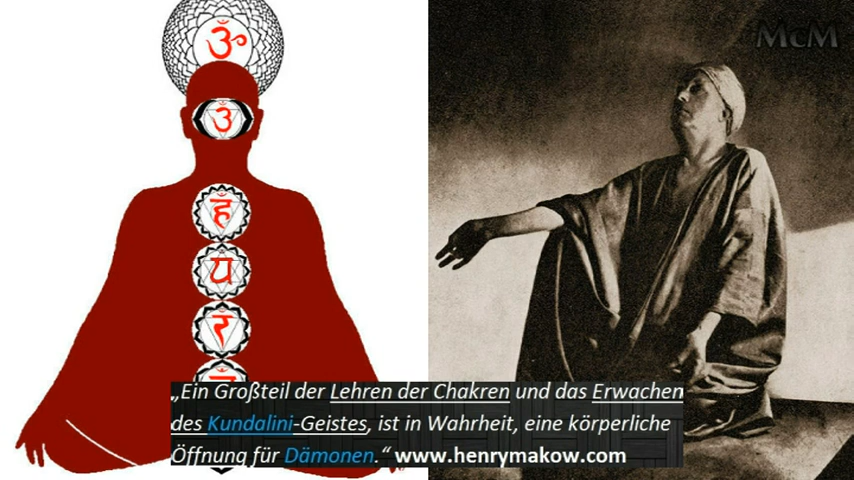 McM
ॐ
ॐ
ह
य
र
„Ein Großteil der Lehren der Chakren und das Erwachen
des Kundalini-Geistes, ist in Wahrheit, eine körperliche
Öffnung für Dämonen.“ www.henrymakow.com